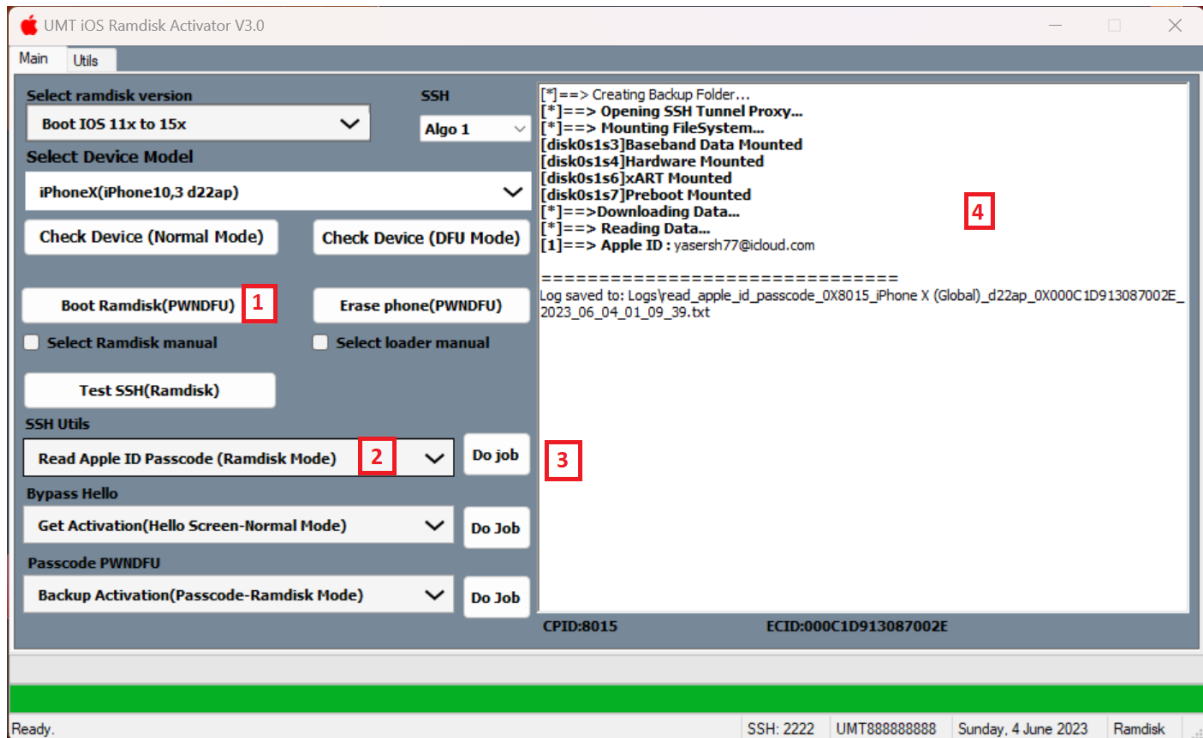 UMT iOS Ramdisk Activator V3.0
Main
Utils
Select ramdisk version
SSH
Boot IOS 11x to 15x
Algo 1
Select Device Model
iPhoneX(iPhone10,3 d22ap)
Check Device (Normal Mode)
Check Device (DFU Mode)
Boot Ramdisk(PWNDFU)
1
Erase phone(PWNDFU)
Select Ramdisk manual
Select loader manual
Test SSH(Ramdisk)
SSH Utils
Read Apple ID Passcode (Ramdisk Mode)
2
Do job
3
Bypass Hello
Get Activation(Hello Screen-Normal Mode)
Do Job
Passcode PWNDFU
Backup Activation(Passcode-Ramdisk Mode)
Do Job
[*]==> Creating Backup Folder...
[*]==> Opening SSH Tunnel Proxy...
[*]==> Mounting FileSystem...
[disk0s1s3]Baseband Data Mounted
[disk0s1s4]Hardware Mounted
[disk0s1s6]xART Mounted
[disk0s1s7]Preboot Mounted
[*]==>Downloading Data...
[*]==> Reading Data...
[1]==> Apple ID : yasersh77@icloud.com
4
===============================
Log saved to: Logs\read_apple_id_passcode_0X8015_iPhone X (Global)_d22ap_0X000C1D913087002E_
2023_06_04_01_09_39.txt
CPID:8015
ECID:000C1D913087002E
Ready.
SSH: 2222
UMT888888888
Sunday, 4 June 2023
Ramdisk